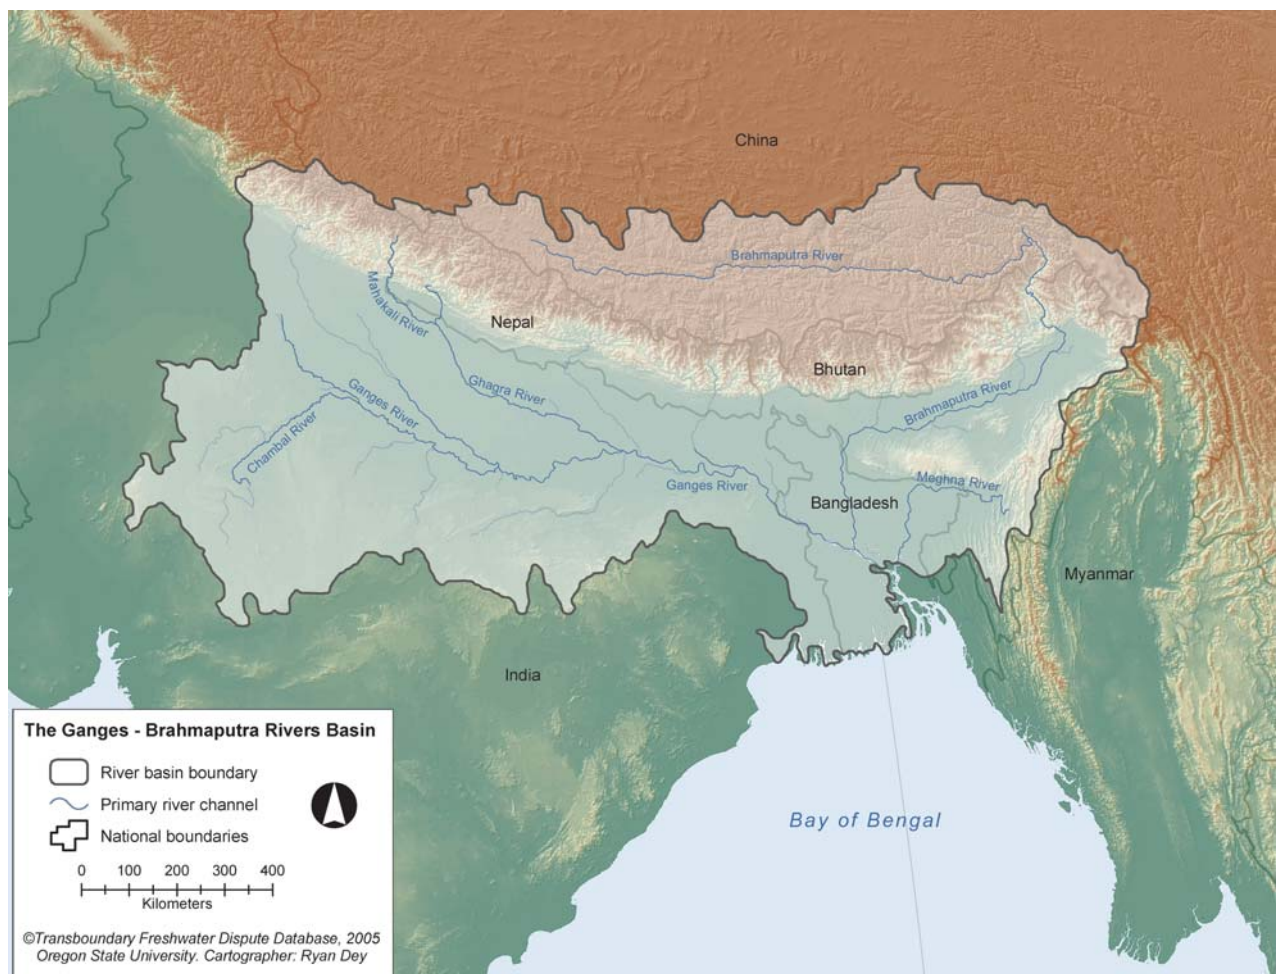 China
Brahmaputra River
Mahakali River
Nepal
Bhutan
Ghagra River
Ganges River
Brahmaputra River
Chambal River
Ganges River
Meghna River
Bangladesh
Myanmar
India
Bay of Bengal
The Ganges - Brahmaputra Rivers Basin
River basin boundary
Primary river channel
National boundaries
0 100 200 300 400
Kilometers
©Transboundary Freshwater Dispute Database, 2005
Oregon State University. Cartographer: Ryan Dey